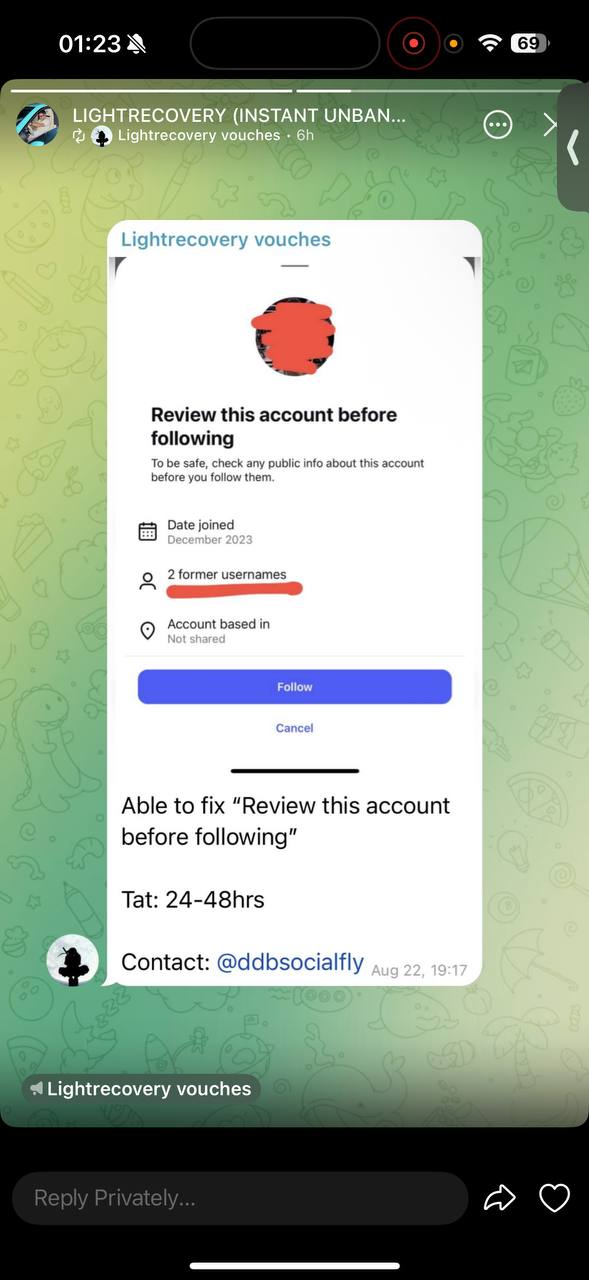 01:23
69
LIGHTRECOVERY (INSTANT UNBAN...
Lightrecovery vouches · 6h
Lightrecovery vouches
Review this account before
following
To be safe, check any public info about this account
before you follow them.
Date joined
December 2023
2 former usernames
Account based in
Not shared
Follow
Cancel
Able to fix “Review this account
before following”
Tat: 24-48hrs
Contact: @ddbsocialfly Aug 22, 19:17
Lightrecovery vouches
Reply Privately...